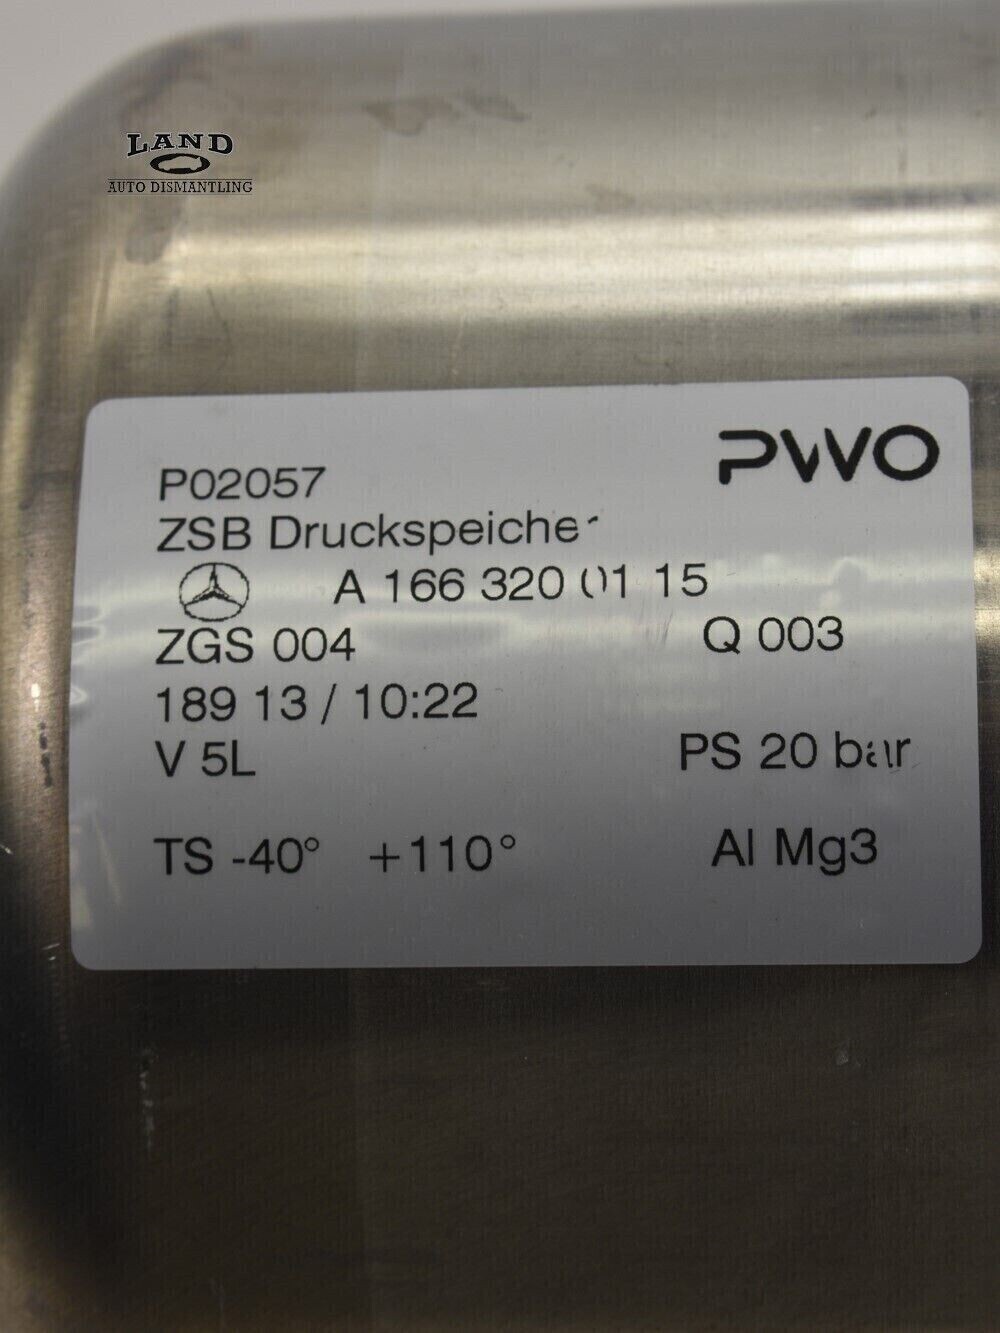 LAND
AUTO DISMANTLING
PWO
P02057
ZSB Druckspeicher
A 166 320 01 15
ZGS 004 Q 003
189 13 / 10:22
V 5L PS 20 bar
TS -40° +110° Al Mg3